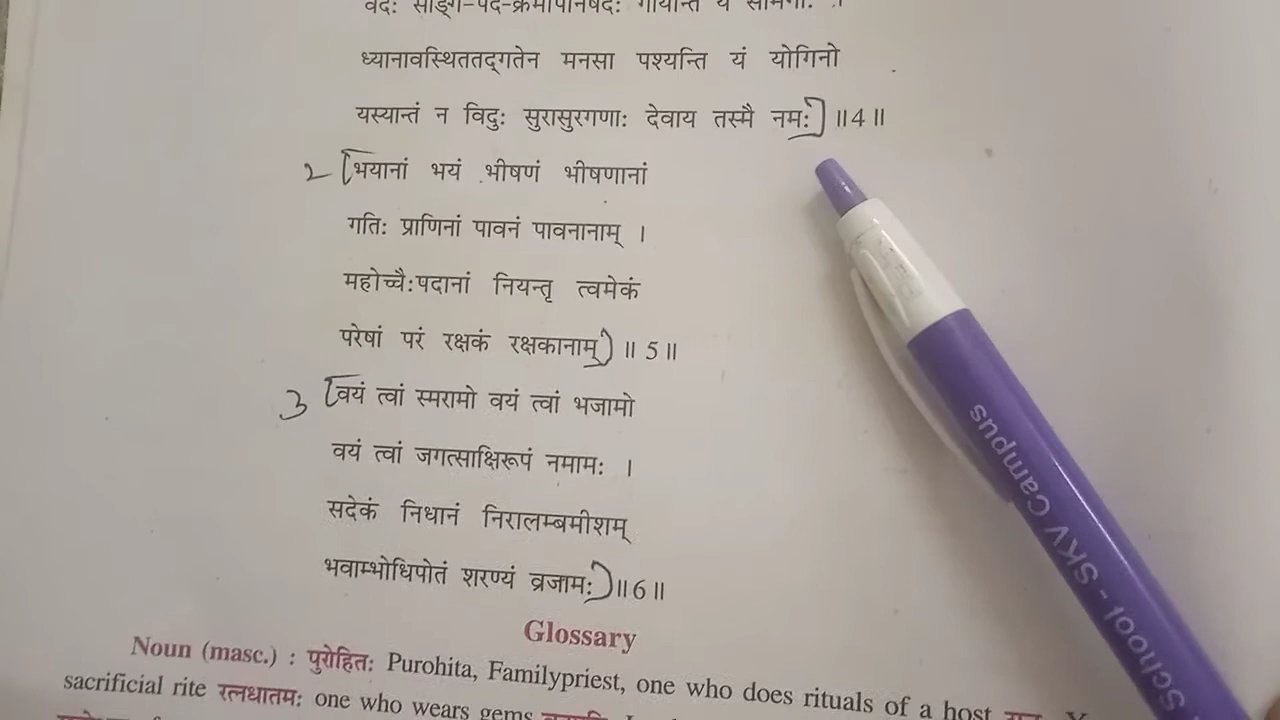 ध्यानावस्थिततद्‌गतेन मनसा पश्यन्ति यं योगिनो
यस्यान्तं न विदुः सुरासुरगणाः देवाय तस्मै नमः] ॥4॥
2 [भयानां भयं भीषणं भीषणानां
गतिः प्राणिनां पावनं पावनानाम् ।
महोच्चैःपदानां नियन्तृ त्वमेकं
परेषां परं रक्षकं रक्षकानाम्) ॥ 5॥
3 [वयं त्वां स्मरामो वयं त्वां भजामो
वयं त्वां जगत्साक्षिरूपं नमामः ।
सदेकं निधानं निरालम्बमीशम्
भवाम्भोधिपोतं शरण्यं व्रजामः)॥6॥
Glossary
Noun (masc.) : पुरोहितः Purohita, Familypriest, one who does rituals of a host
sacrificial rite रत्नधातमः one who wears gems
School - SKV Campus